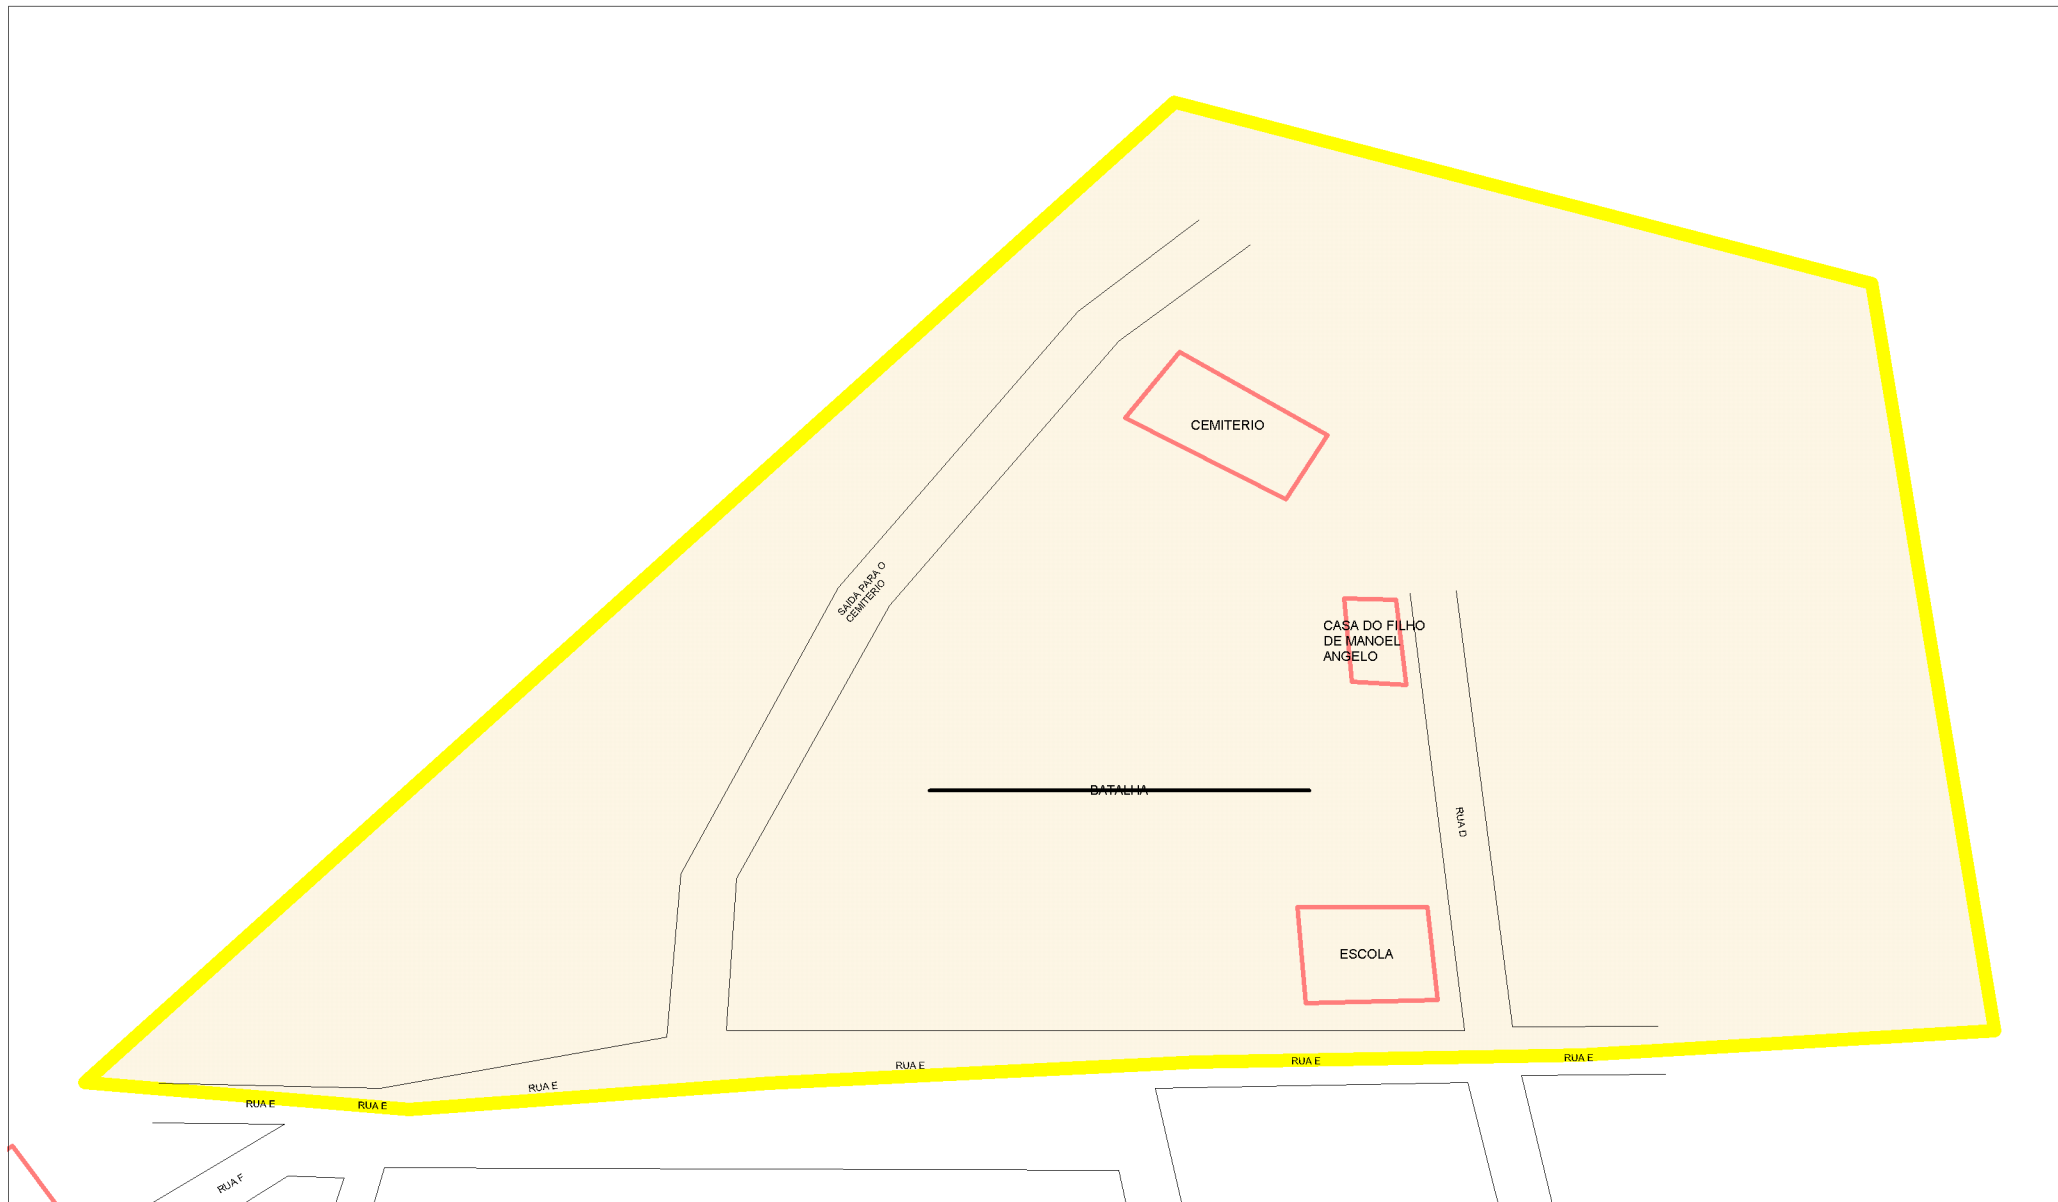 CEMITERIO
SAIDA PARA O
CEMITERIO
CASA DO FILHO
DE MANOEL
ANGELO
BATALHA
RUA D
ESCOLA
RUA E
RUA E
RUA E
RUA E
RUA E
RUA E
RUA F